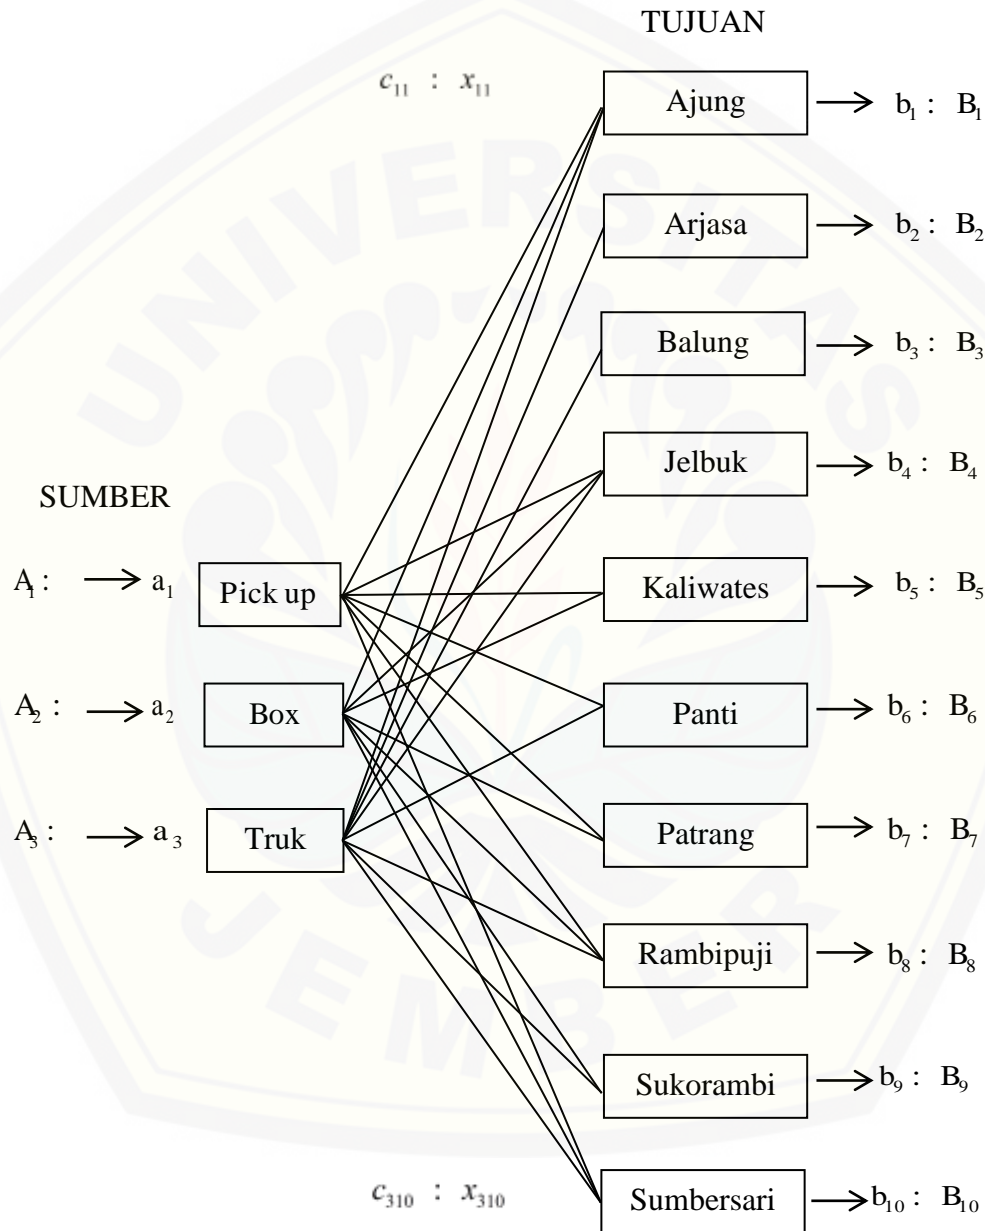 TUJUAN
c₁₁ : x₁₁
Ajung b₁ : B₁
Arjasa b₂ : B₂
Balung b₃ : B₃
Jelbuk b₄ : B₄
SUMBER
A₁ : a₁ Pick up Kaliwates b₅ : B₅
A₂ : a₂ Box Panti b₆ : B₆
A₃ : a₃ Truk Patrang b₇ : B₇
Rambipuji b₈ : B₈
Sukorambi b₉ : B₉
c₃₁₀ : x₃₁₀ Sumbersari b₁₀ : B₁₀
UNIVERSITAS
JEMBER